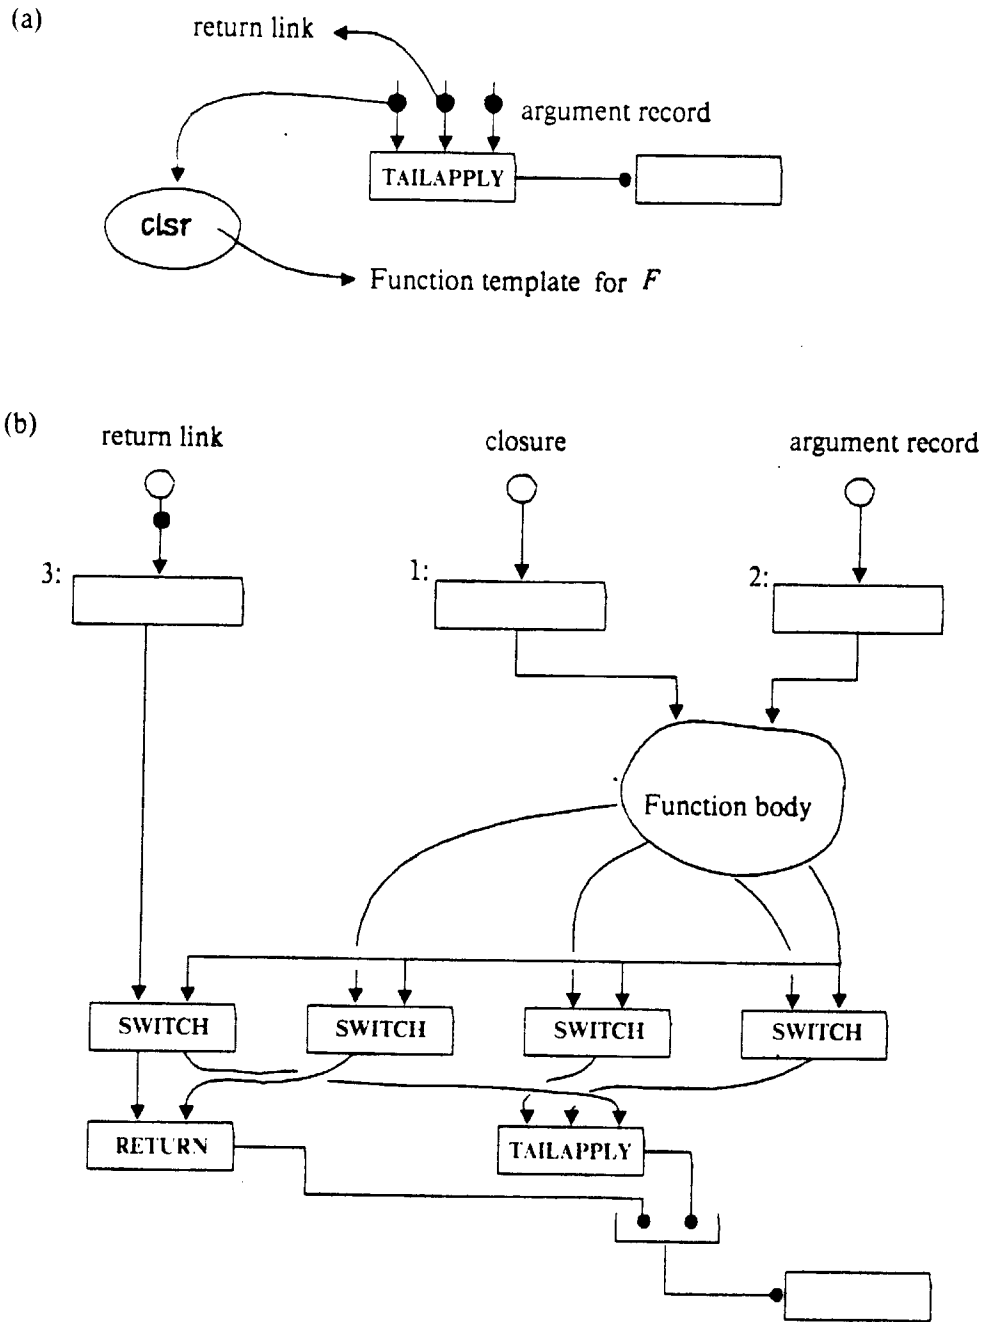 (a)
return link
argument record
TAILAPPLY
clsr
Function template for F
(b)
return link
closure
argument record
3:
1:
2:
Function body
SWITCH
SWITCH
SWITCH
SWITCH
RETURN
TAILAPPLY